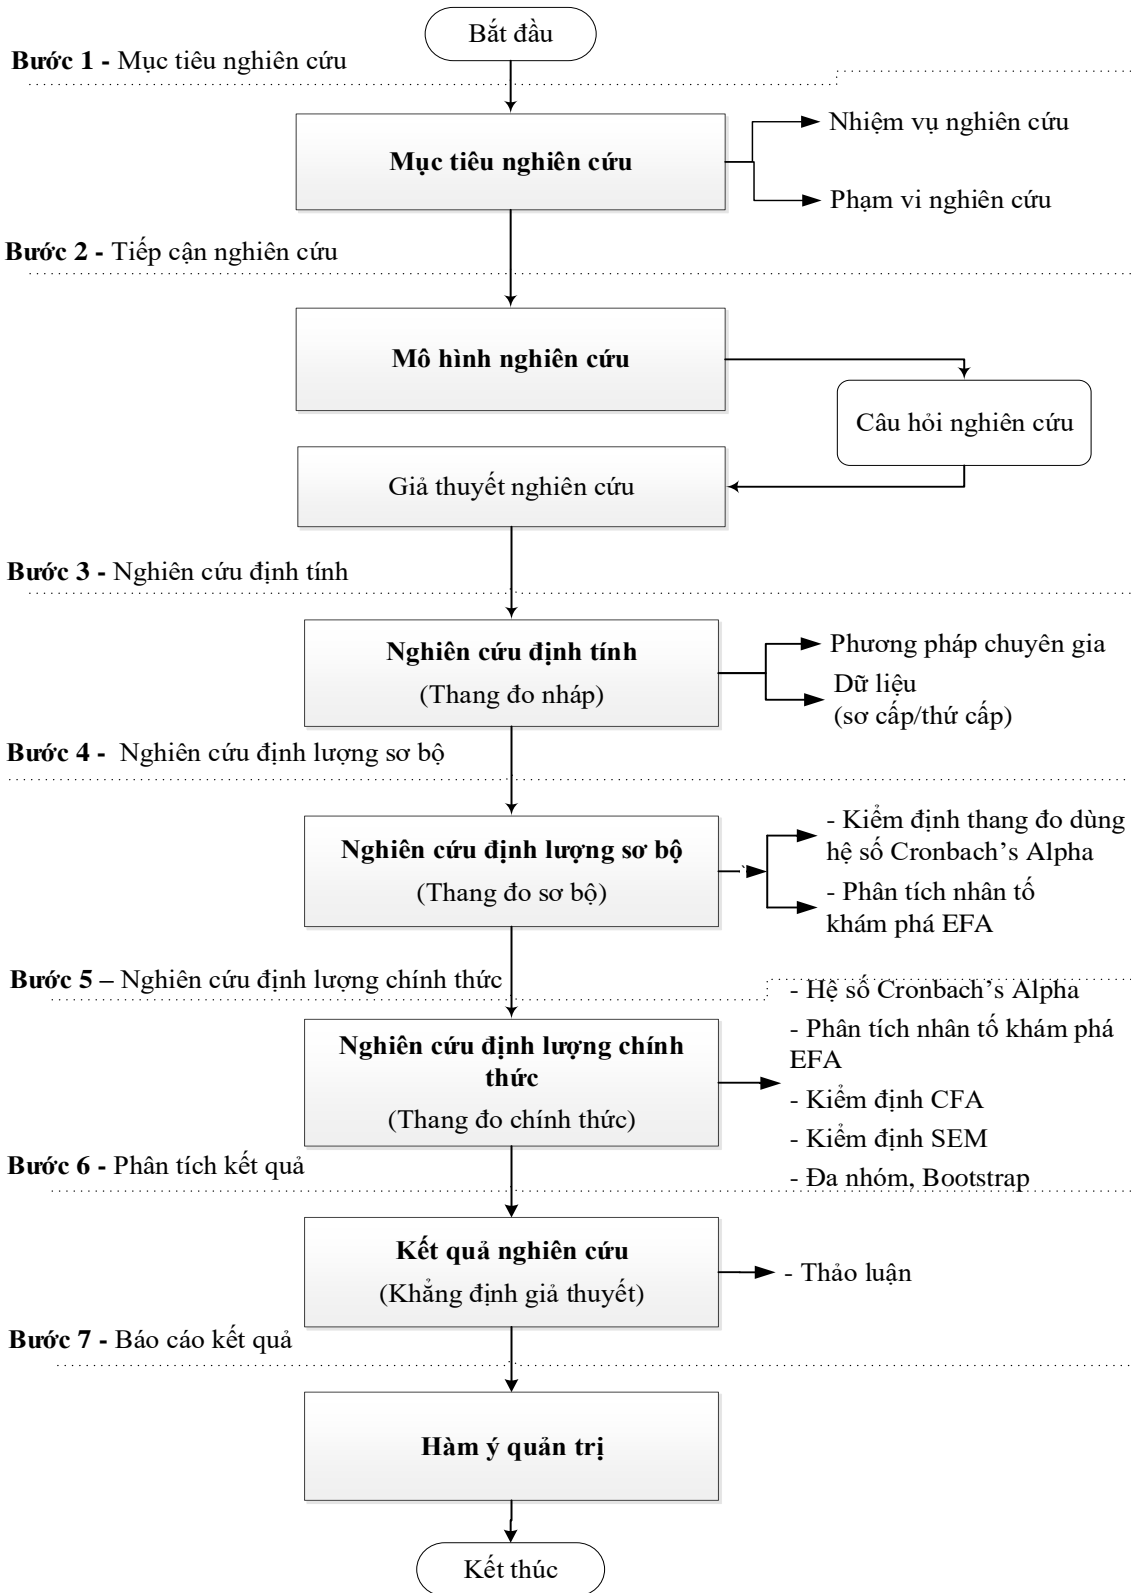 Bắt đầu
Bước 1 - Mục tiêu nghiên cứu
Mục tiêu nghiên cứu
Nhiệm vụ nghiên cứu
Phạm vi nghiên cứu
Bước 2 - Tiếp cận nghiên cứu
Mô hình nghiên cứu
Câu hỏi nghiên cứu
Giả thuyết nghiên cứu
Bước 3 - Nghiên cứu định tính
Nghiên cứu định tính
(Thang đo nháp)
Phương pháp chuyên gia
Dữ liệu
(sơ cấp/thứ cấp)
Bước 4 - Nghiên cứu định lượng sơ bộ
Nghiên cứu định lượng sơ bộ
(Thang đo sơ bộ)
- Kiểm định thang đo dùng
hệ số Cronbach’s Alpha
- Phân tích nhân tố
khám phá EFA
Bước 5 – Nghiên cứu định lượng chính thức
Nghiên cứu định lượng chính
thức
(Thang đo chính thức)
- Hệ số Cronbach’s Alpha
- Phân tích nhân tố khám phá
EFA
- Kiểm định CFA
- Kiểm định SEM
- Đa nhóm, Bootstrap
Bước 6 - Phân tích kết quả
Kết quả nghiên cứu
(Khẳng định giả thuyết)
- Thảo luận
Bước 7 - Báo cáo kết quả
Hàm ý quản trị
Kết thúc